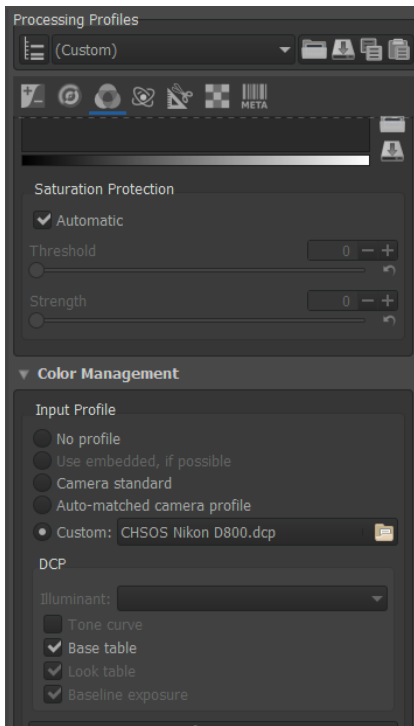 Processing Profiles
(Custom)
META
Saturation Protection
Automatic
Threshold
0
Strength
0
Color Management
Input Profile
No profile
Use embedded, if possible
Camera standard
Auto-matched camera profile
Custom: CHSOS Nikon D800.dcp
DCP
Illuminant:
Tone curve
Base table
Look table
Baseline exposure